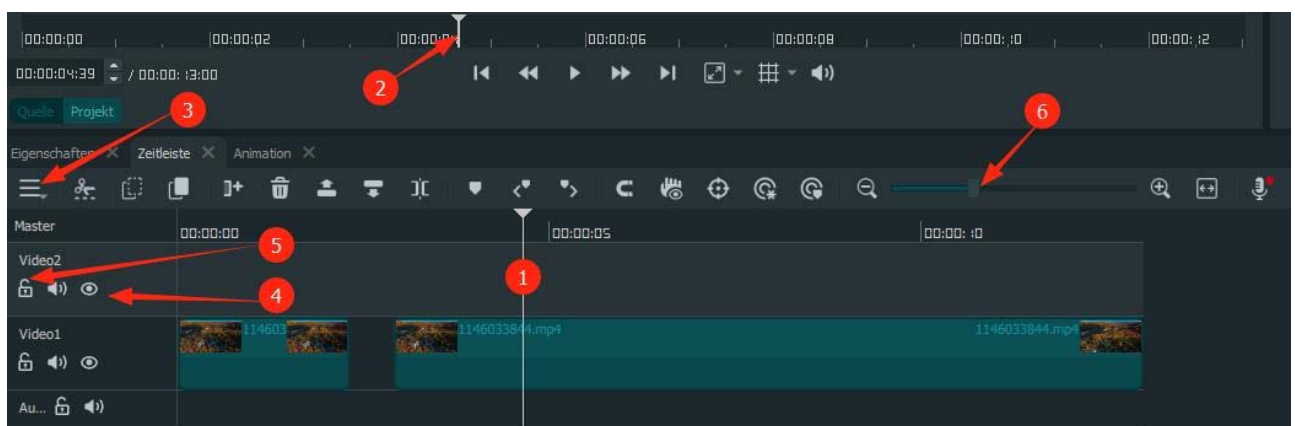 00:00:00 00:00:02 00:00:04 00:00:06 00:00:08 00:00:10 00:00:12
00:00:04:39 / 00:00:13:00
2
Quelle Projekt 3 6
Eigenschaften Zeitleiste Animation
Master 00:00:00 00:00:05 00:00:10
5
Video2
1
4
Video1 114603 1146033844.mp4 1146033844.mp4
Au...